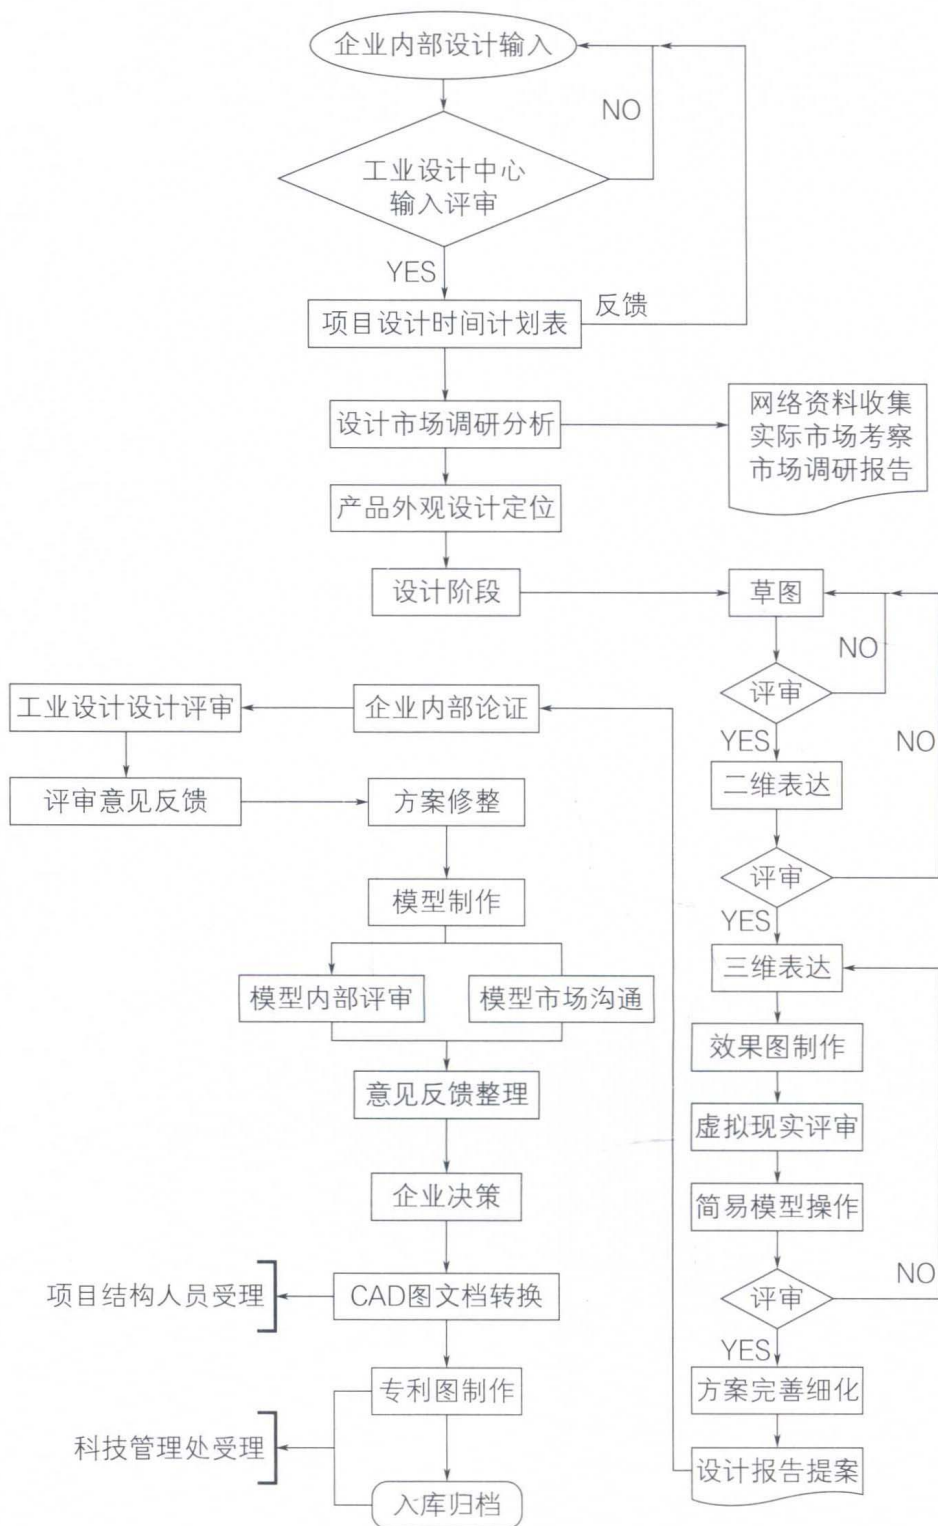 企业内部设计输入
NO
工业设计中心
输入评审
YES
反馈
项目设计时间计划表
设计市场调研分析
网络资料收集
实际市场考察
市场调研报告
产品外观设计定位
设计阶段
草图
NO
评审
YES
NO
二维表达
评审
YES
三维表达
效果图制作
虚拟现实评审
简易模型操作
NO
评审
YES
方案完善细化
设计报告提案
企业内部论证
工业设计设计评审
评审意见反馈
方案修整
模型制作
模型内部评审
模型市场沟通
意见反馈整理
企业决策
CAD图文档转换
项目结构人员受理
专利图制作
科技管理处受理
入库归档